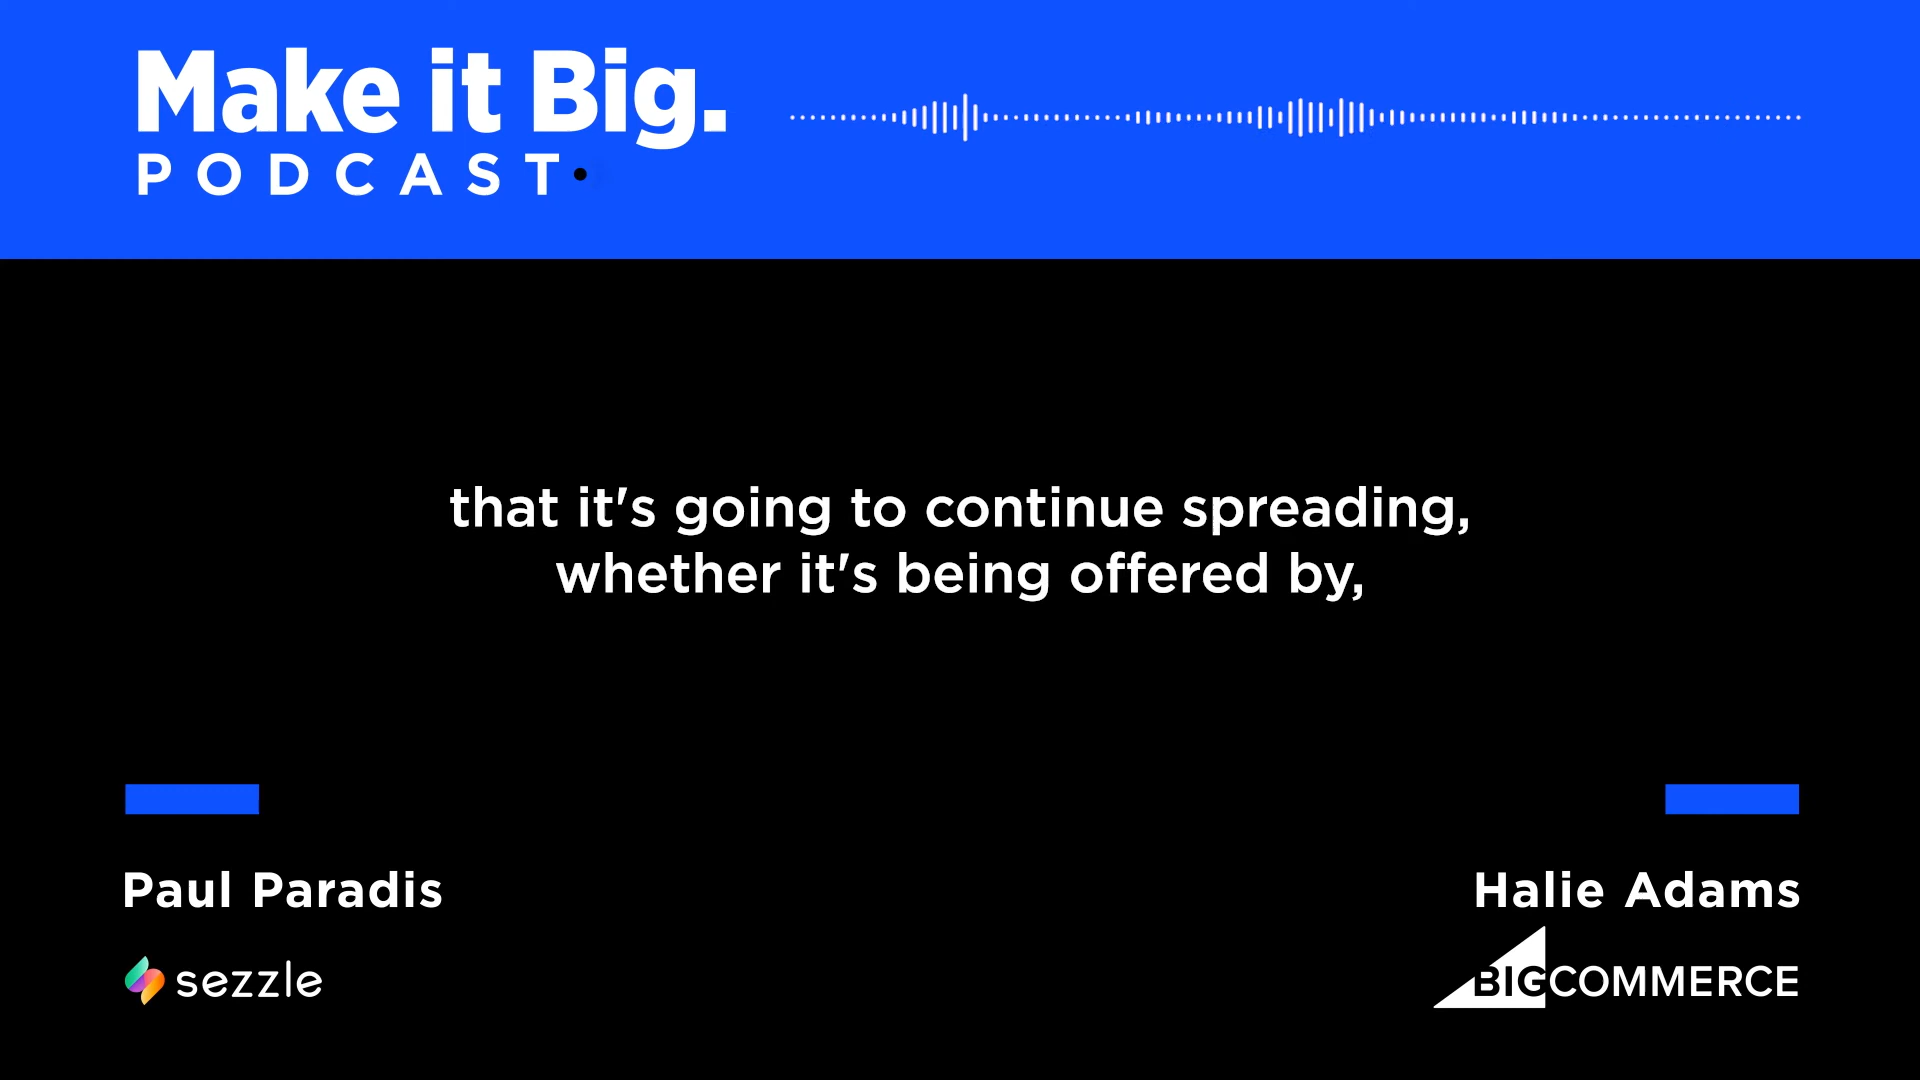 Make it Big.
PODCAST
that it's going to continue spreading,
whether it's being offered by,
Paul Paradis
Halie Adams
sezzle
BIGCOMMERCE